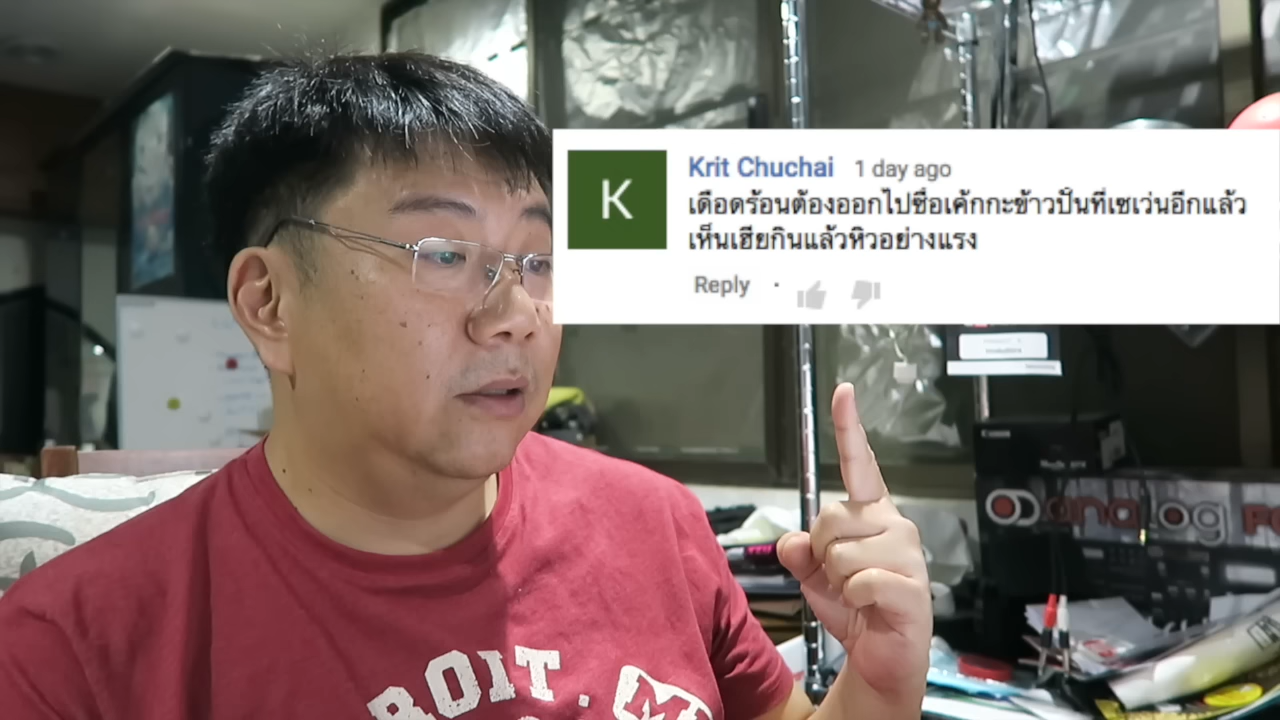 Krit Chuchai 1 day ago
K
เดือดร้อนต้องออกไปซื้อเค้กกะข้าวปั้นที่เซเว่นอีกแล้ว
เห็นเฮียกินแล้วหิวอย่างแรง
Reply ·
Canon
analog
ROIT.